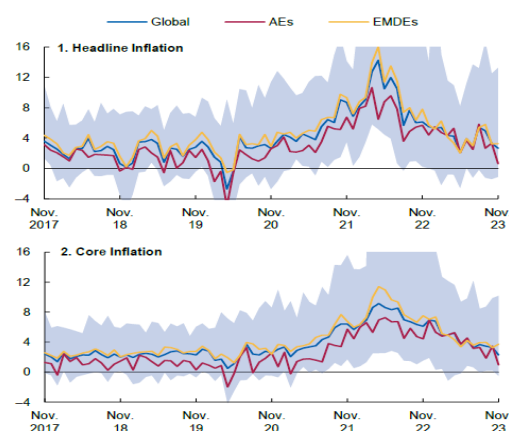 Global AEs EMDEs
1. Headline Inflation
16
12
8
4
0
−4
Nov. Nov. Nov. Nov. Nov. Nov. Nov.
2017 18 19 20 21 22 23
2. Core Inflation
16
12
8
4
0
−4
Nov. Nov. Nov. Nov. Nov. Nov. Nov.
2017 18 19 20 21 22 23